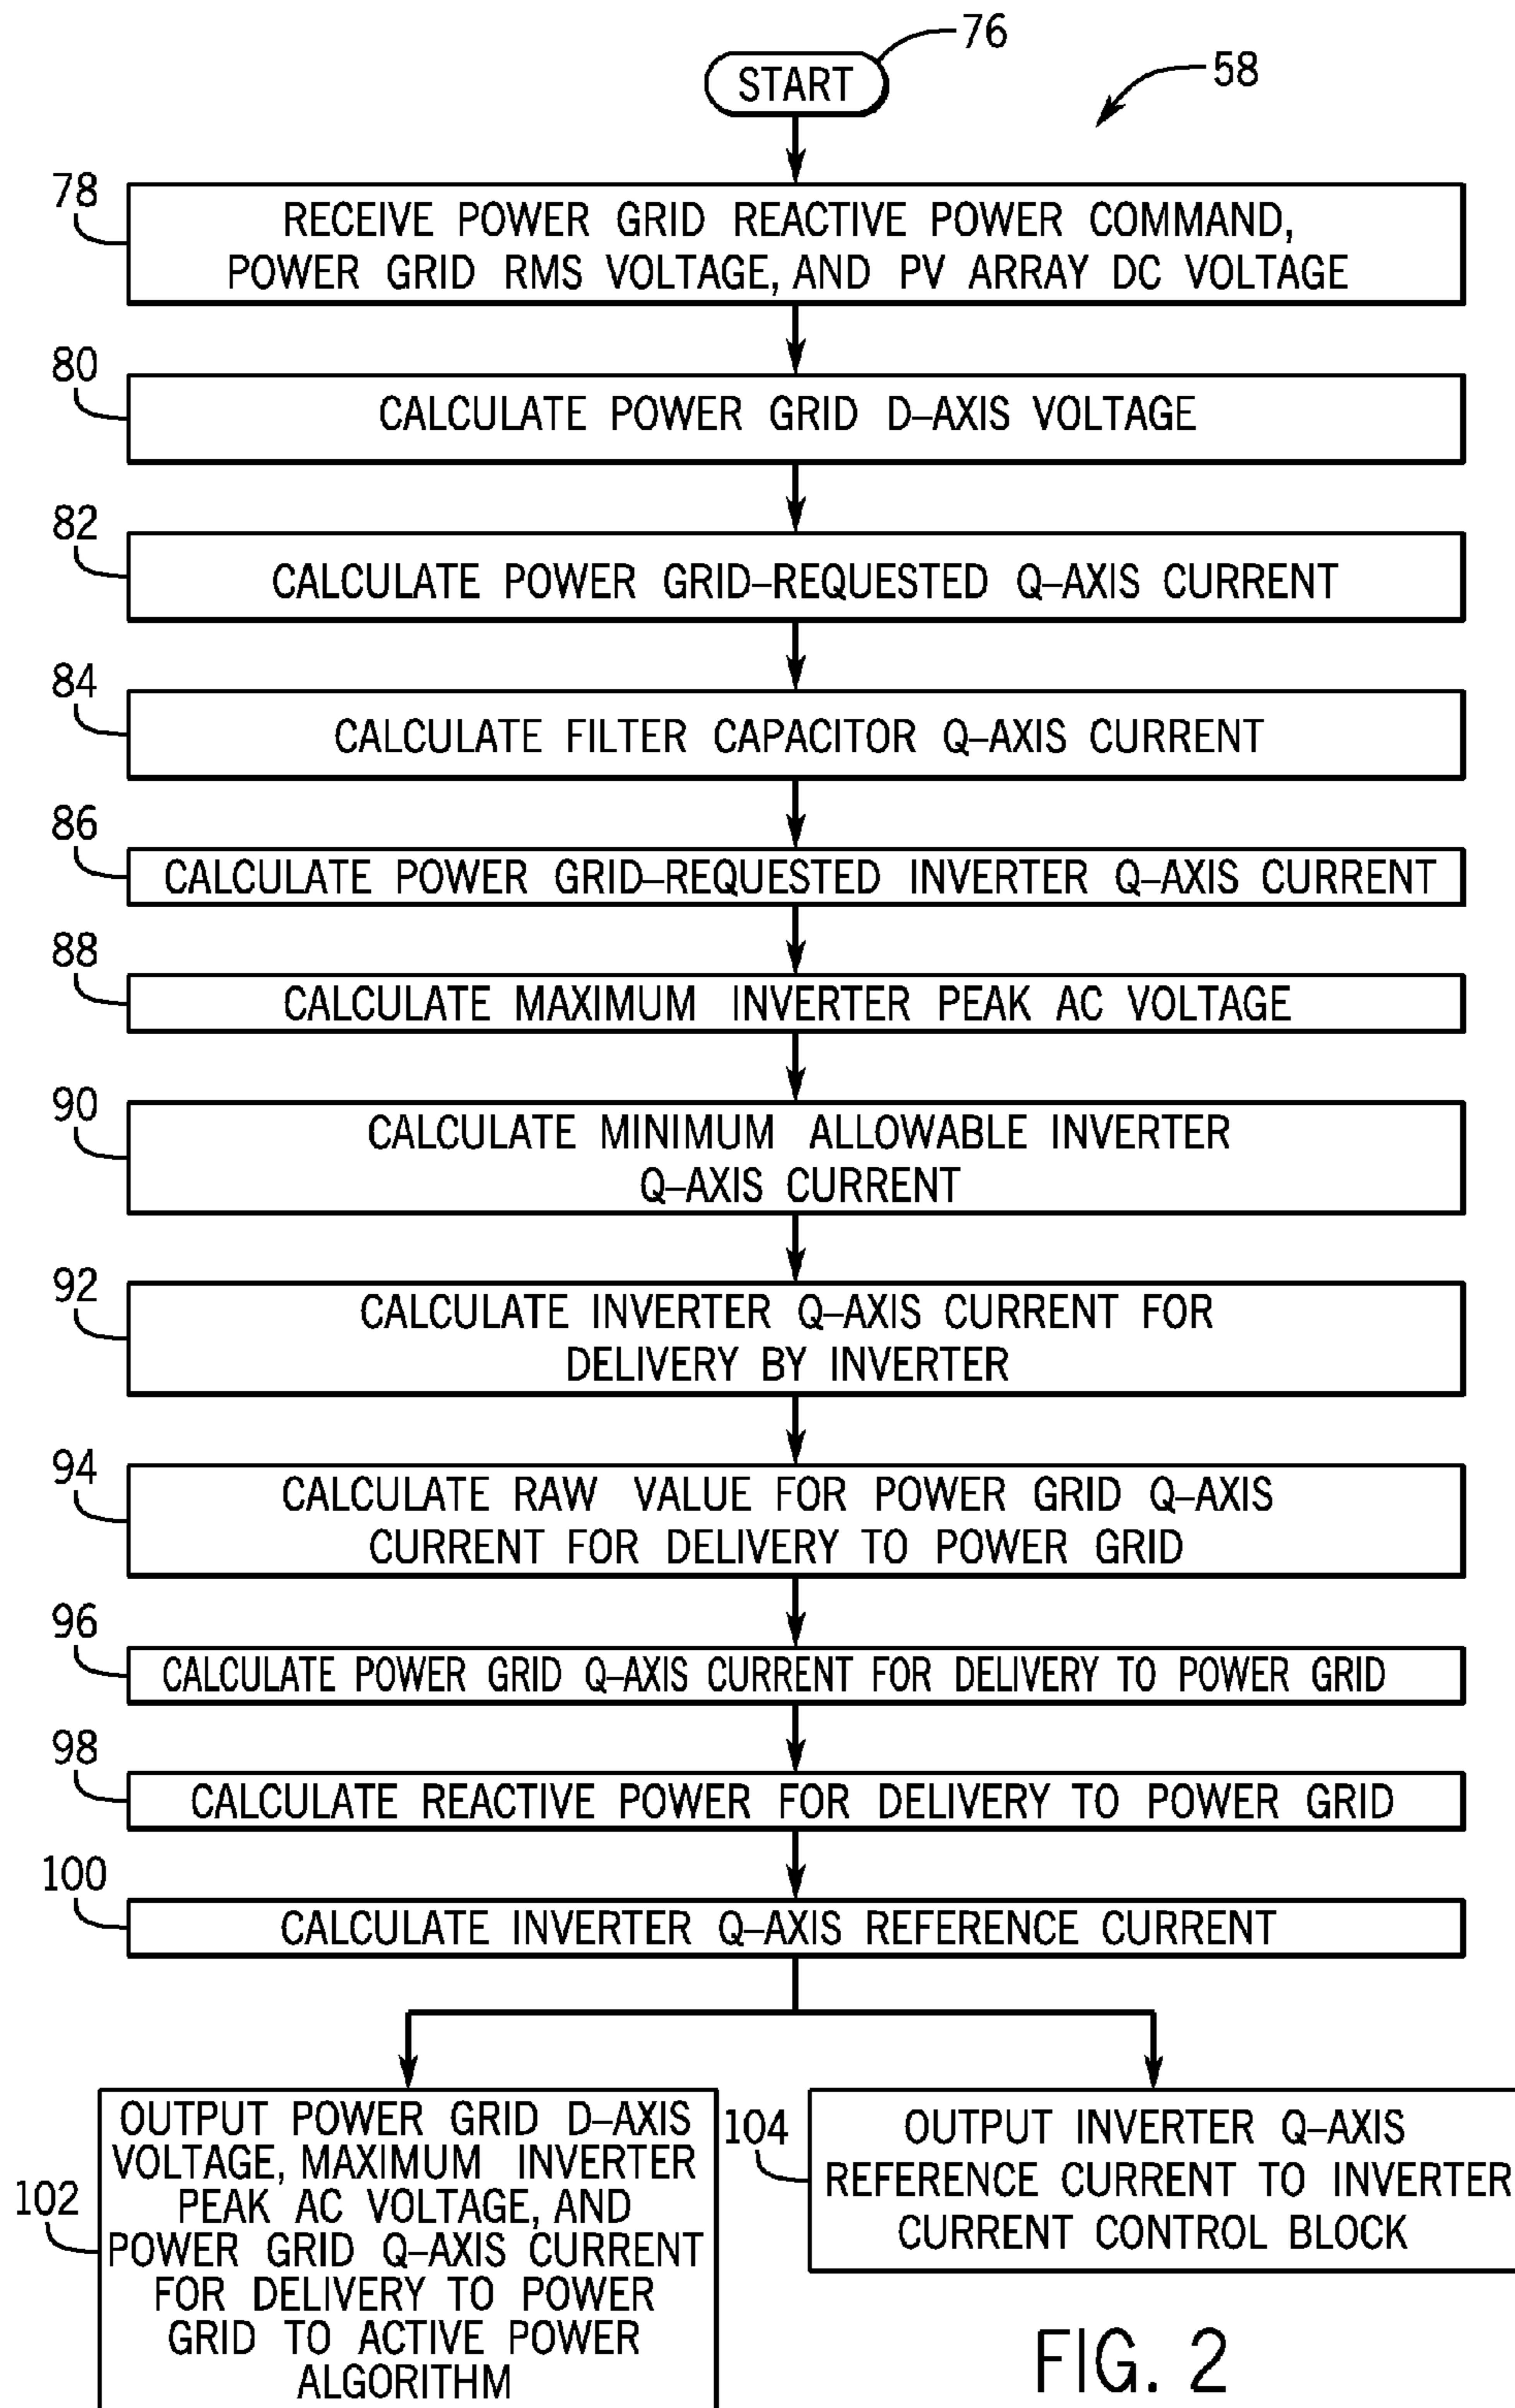 76
START
58
78
RECEIVE POWER GRID REACTIVE POWER COMMAND,
POWER GRID RMS VOLTAGE, AND PV ARRAY DC VOLTAGE
80
CALCULATE POWER GRID D–AXIS VOLTAGE
82
CALCULATE POWER GRID–REQUESTED Q–AXIS CURRENT
84
CALCULATE FILTER CAPACITOR Q–AXIS CURRENT
86
CALCULATE POWER GRID–REQUESTED INVERTER Q–AXIS CURRENT
88
CALCULATE MAXIMUM INVERTER PEAK AC VOLTAGE
90
CALCULATE MINIMUM ALLOWABLE INVERTER
Q–AXIS CURRENT
92
CALCULATE INVERTER Q–AXIS CURRENT FOR
DELIVERY BY INVERTER
94
CALCULATE RAW VALUE FOR POWER GRID Q–AXIS
CURRENT FOR DELIVERY TO POWER GRID
96
CALCULATE POWER GRID Q–AXIS CURRENT FOR DELIVERY TO POWER GRID
98
CALCULATE REACTIVE POWER FOR DELIVERY TO POWER GRID
100
CALCULATE INVERTER Q–AXIS REFERENCE CURRENT
102
OUTPUT POWER GRID D–AXIS
VOLTAGE, MAXIMUM INVERTER
PEAK AC VOLTAGE, AND
POWER GRID Q–AXIS CURRENT
FOR DELIVERY TO POWER
GRID TO ACTIVE POWER
ALGORITHM
104
OUTPUT INVERTER Q–AXIS
REFERENCE CURRENT TO INVERTER
CURRENT CONTROL BLOCK
FIG. 2